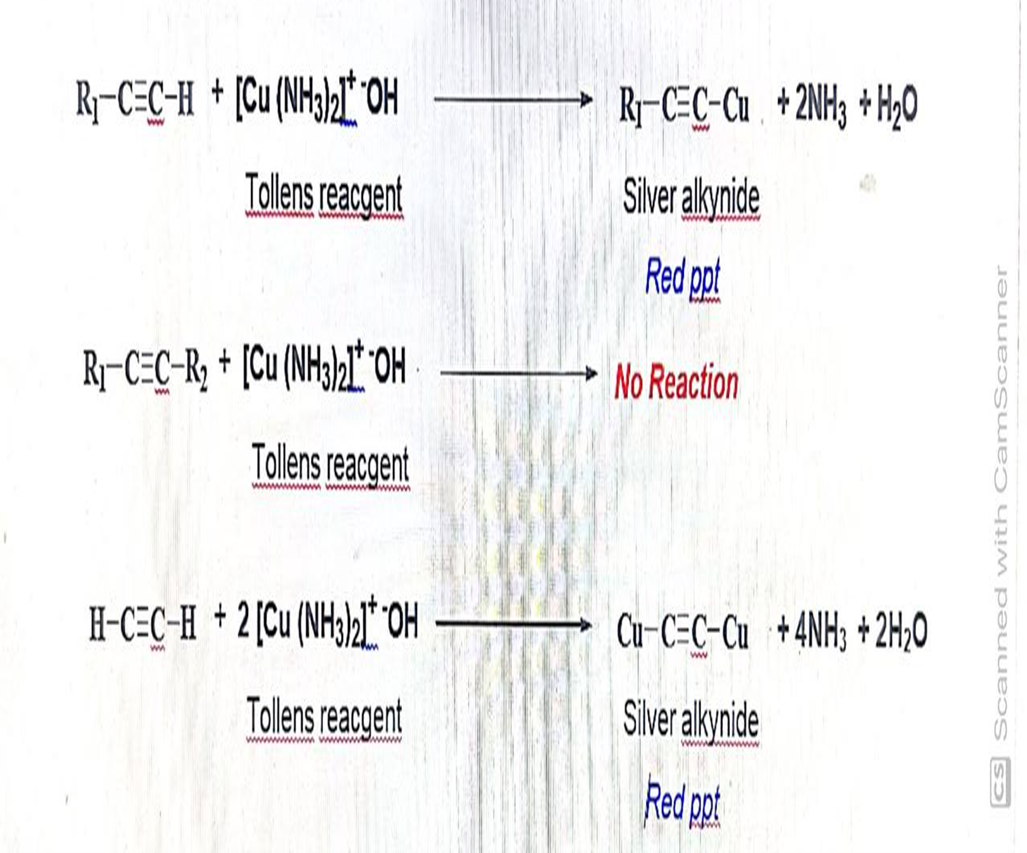 R₁–C≡C–H + [Cu (NH₃)₂]⁺ ⁻OH ⟶ R₁–C≡C–Cu + 2NH₃ + H₂O
Tollens reacgent Silver alkynide
Red ppt
R₁–C≡C–R₂ + [Cu (NH₃)₂]⁺ ⁻OH ⟶ No Reaction
Tollens reacgent
H–C≡C–H + 2 [Cu (NH₃)₂]⁺ ⁻OH ⟶ Cu–C≡C–Cu + 4NH₃ + 2H₂O
Tollens reacgent Silver alkynide
Red ppt
CS Scanned with CamScanner